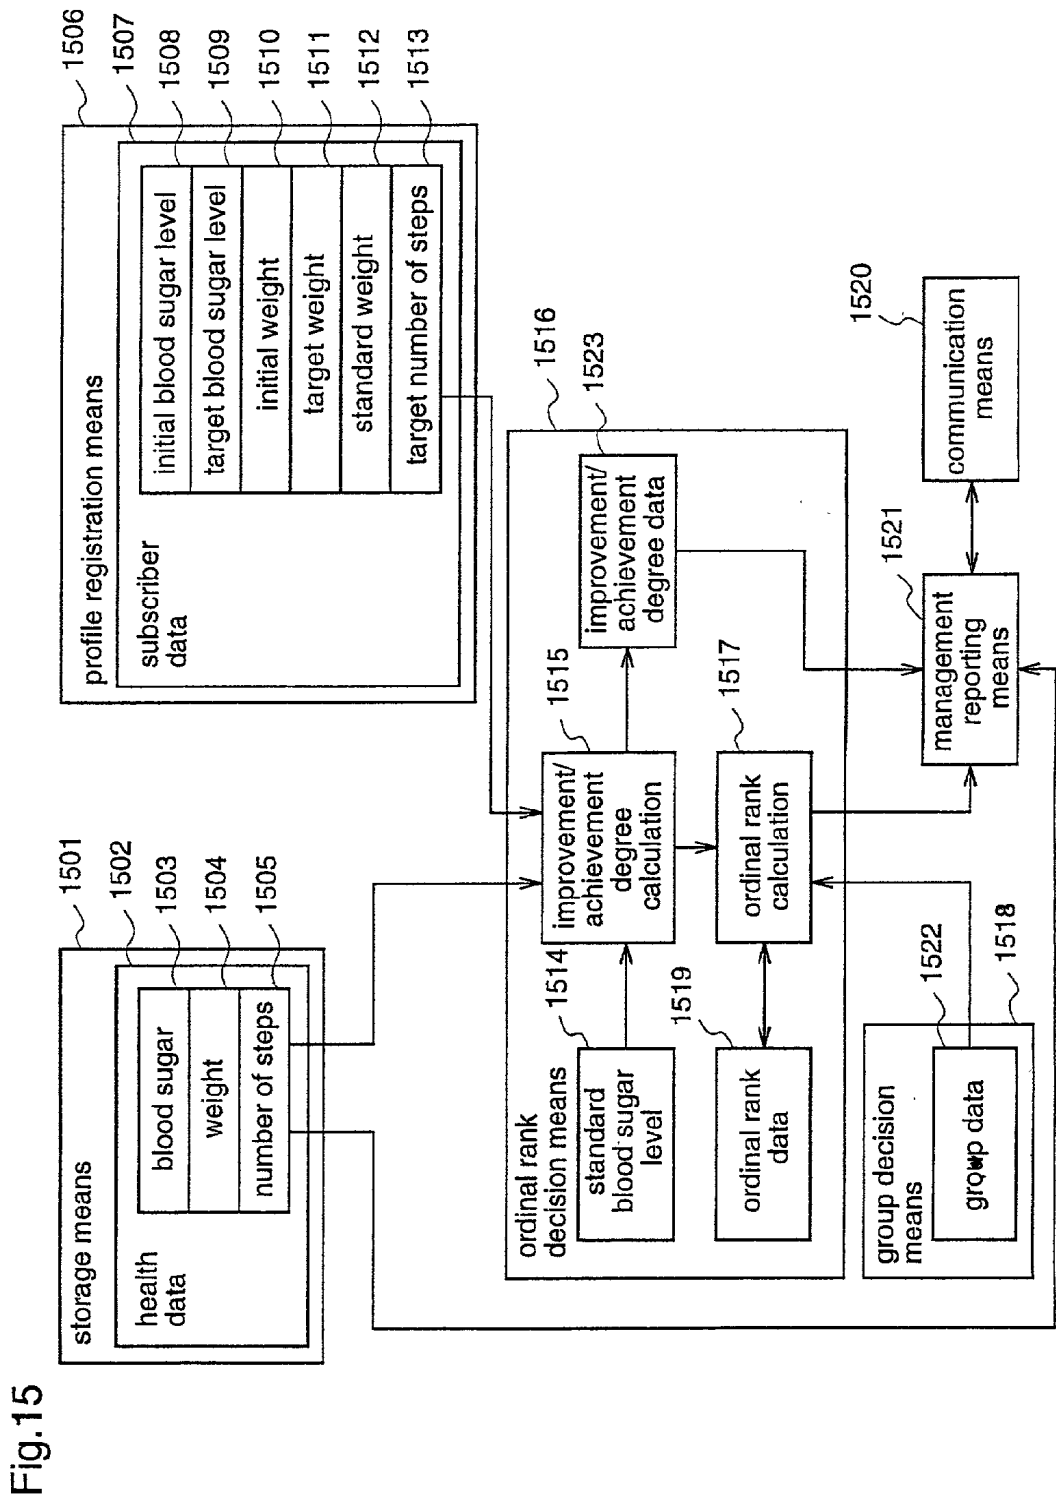 Fig.15
storage means
1501
health
data
1502
blood sugar
1503
weight
1504
number of steps
1505
profile registration means
1506
subscriber
data
1507
initial blood sugar level
1508
target blood sugar level
1509
initial weight
1510
target weight
1511
standard weight
1512
target number of steps
1513
ordinal rank
decision means
1516
standard
blood sugar
level
1514
improvement/
achievement
degree
calculation
1515
improvement/
achievement
degree data
1523
ordinal rank
data
1519
ordinal rank
calculation
1517
group decision
means
1518
group data
1522
management
reporting
means
1521
communication
means
1520